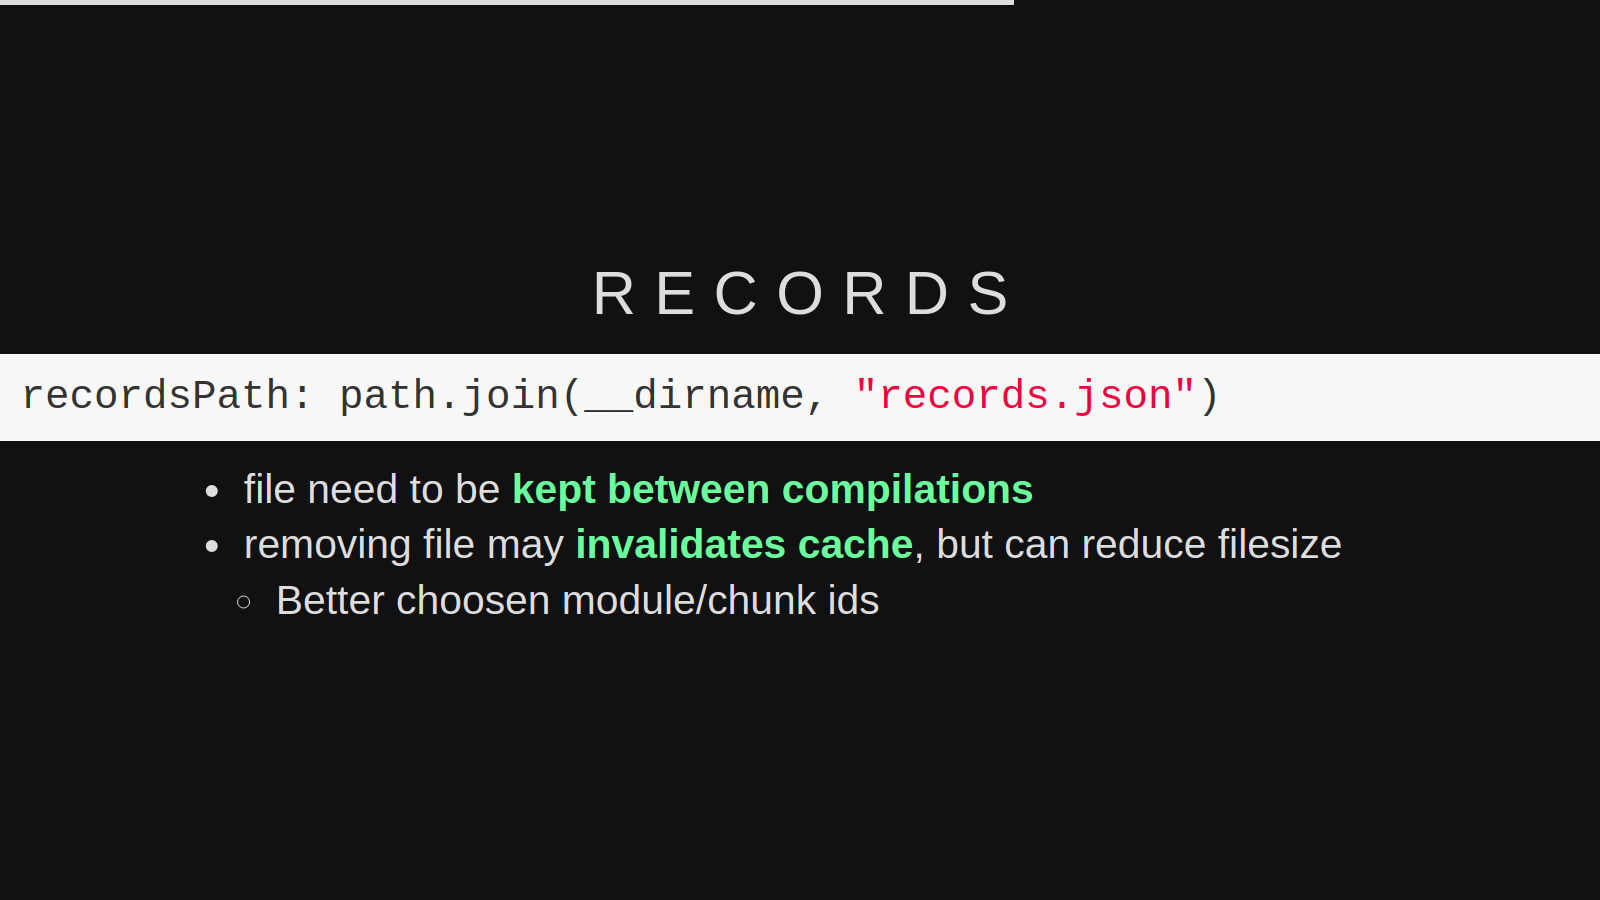 RECORDS
recordsPath: path.join(__dirname, "records.json")
file need to be kept between compilations
removing file may invalidates cache, but can reduce filesize
Better choosen module/chunk ids